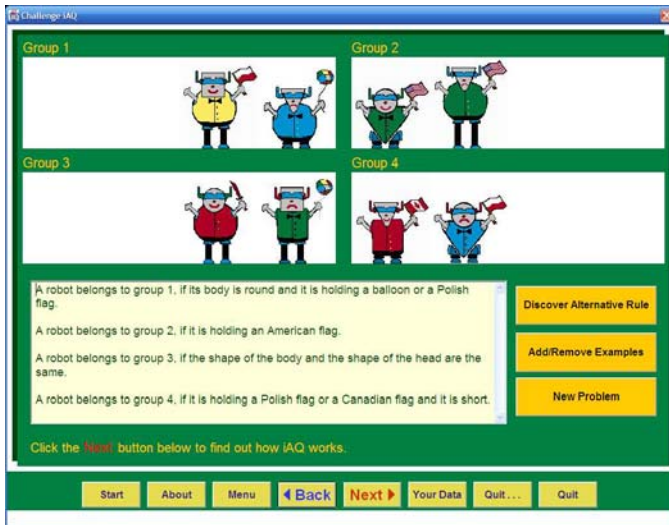 Challenge iAQ
Group 1
Group 2
Group 3
Group 4
A robot belongs to group 1, if its body is round and it is holding a balloon or a Polish
flag.
A robot belongs to group 2, if it is holding an American flag.
A robot belongs to group 3, if the shape of the body and the shape of the head are the
same.
A robot belongs to group 4, if it is holding a Polish flag or a Canadian flag and it is short.
Discover Alternative Rule
Add/Remove Examples
New Problem
Click the Next button below to find out how iAQ works.
Start About Menu Back Next Your Data Quit . . . Quit